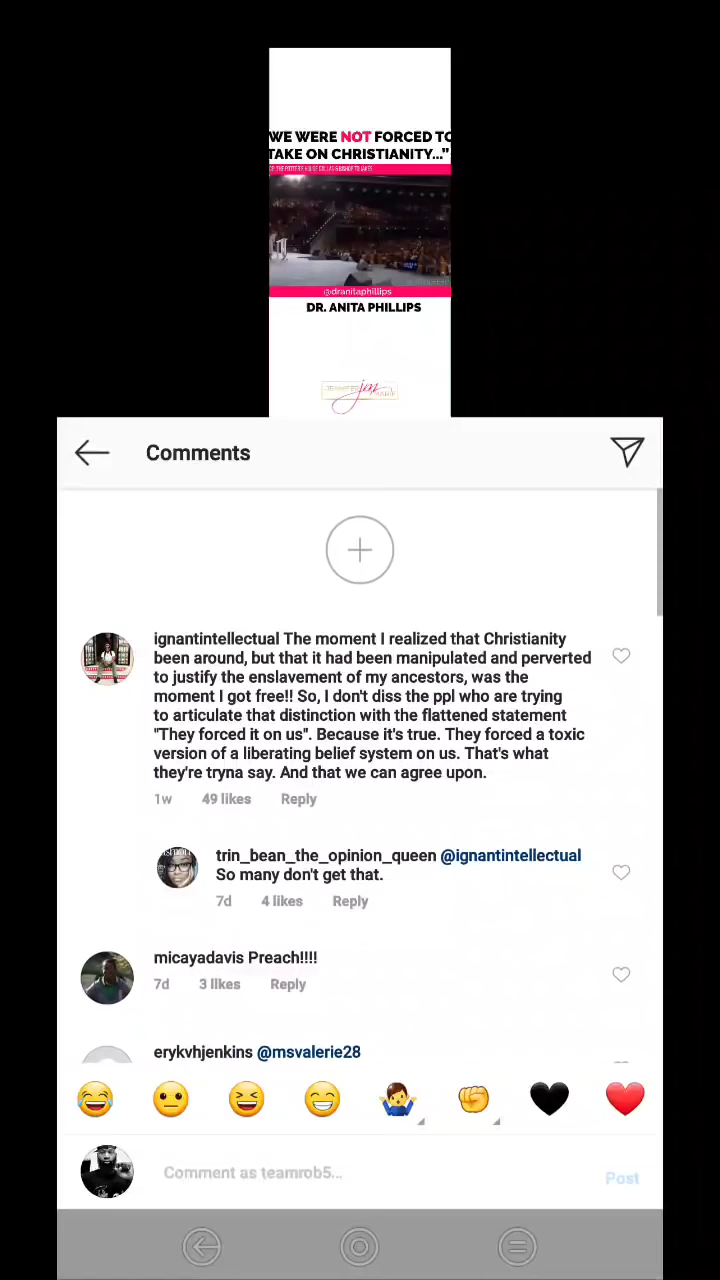 WE WERE NOT FORCED TO
TAKE ON CHRISTIANITY..."
@dranitaphillips
DR. ANITA PHILLIPS
jen
Comments
ignantintellectual The moment I realized that Christianity
been around, but that it had been manipulated and perverted
to justify the enslavement of my ancestors, was the
moment I got free!! So, I don't diss the ppl who are trying
to articulate that distinction with the flattened statement
"They forced it on us". Because it's true. They forced a toxic
version of a liberating belief system on us. That's what
they're tryna say. And that we can agree upon.
1w 49 likes Reply
trin_bean_the_opinion_queen @ignantintellectual
So many don't get that.
7d 4 likes Reply
micayadavis Preach!!!!
7d 3 likes Reply
erykvhjenkins @msvalerie28
Comment as teamrob5...
Post